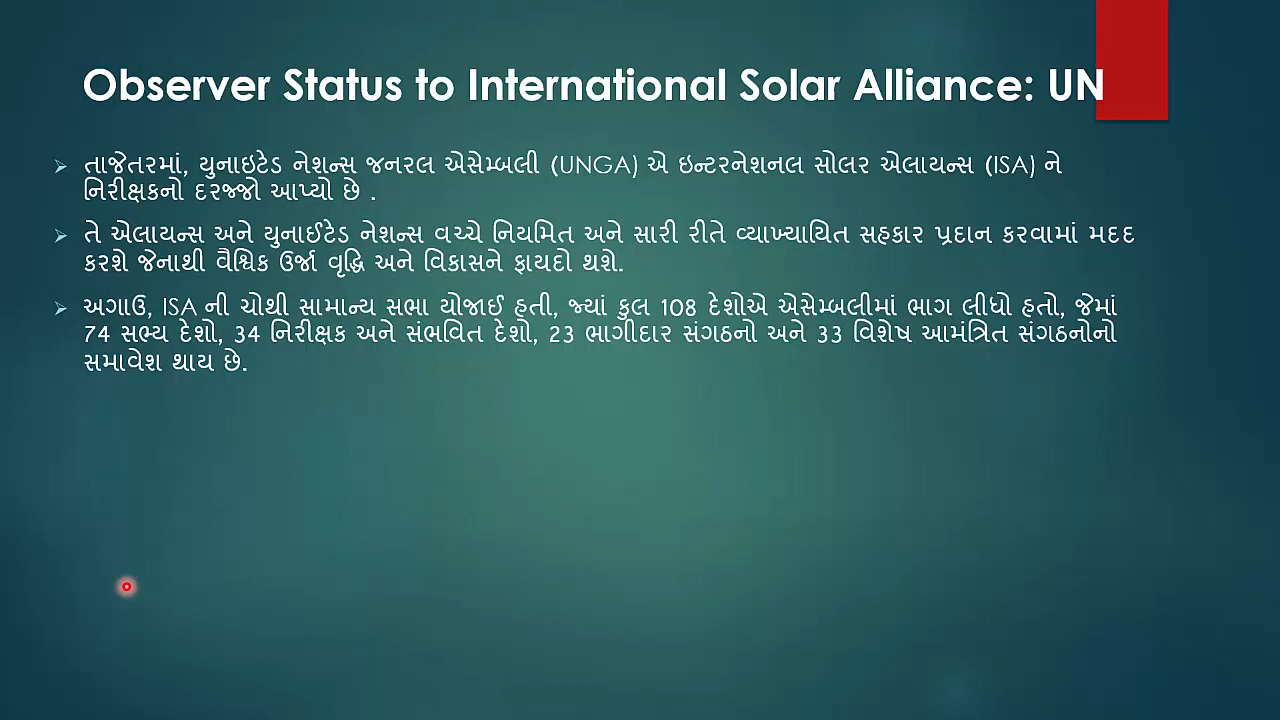 Observer Status to International Solar Alliance: UN
તાજેતરમાં, યુનાઇટેડ નેશન્સ જનરલ એસેમ્બલી (UNGA) એ ઇન્ટરનેશનલ સોલર એલાયન્સ (ISA) ને
નિરીક્ષકનો દરજ્જો આપ્યો છે .
તે એલાયન્સ અને યુનાઈટેડ નેશન્સ વચ્ચે નિયમિત અને સારી રીતે વ્યાખ્યાયિત સહકાર પ્રદાન કરવામાં મદદ
કરશે જેનાથી વૈશ્વિક ઉર્જા વૃદ્ધિ અને વિકાસને ફાયદો થશે.
અગાઉ, ISA ની ચોથી સામાન્ય સભા યોજાઈ હતી, જ્યાં કુલ 108 દેશોએ એસેમ્બલીમાં ભાગ લીધો હતો, જેમાં
74 સભ્ય દેશો, 34 નિરીક્ષક અને સંભવિત દેશો, 23 ભાગીદાર સંગઠનો અને 33 વિશેષ આમંત્રિત સંગઠનોનો
સમાવેશ થાય છે.